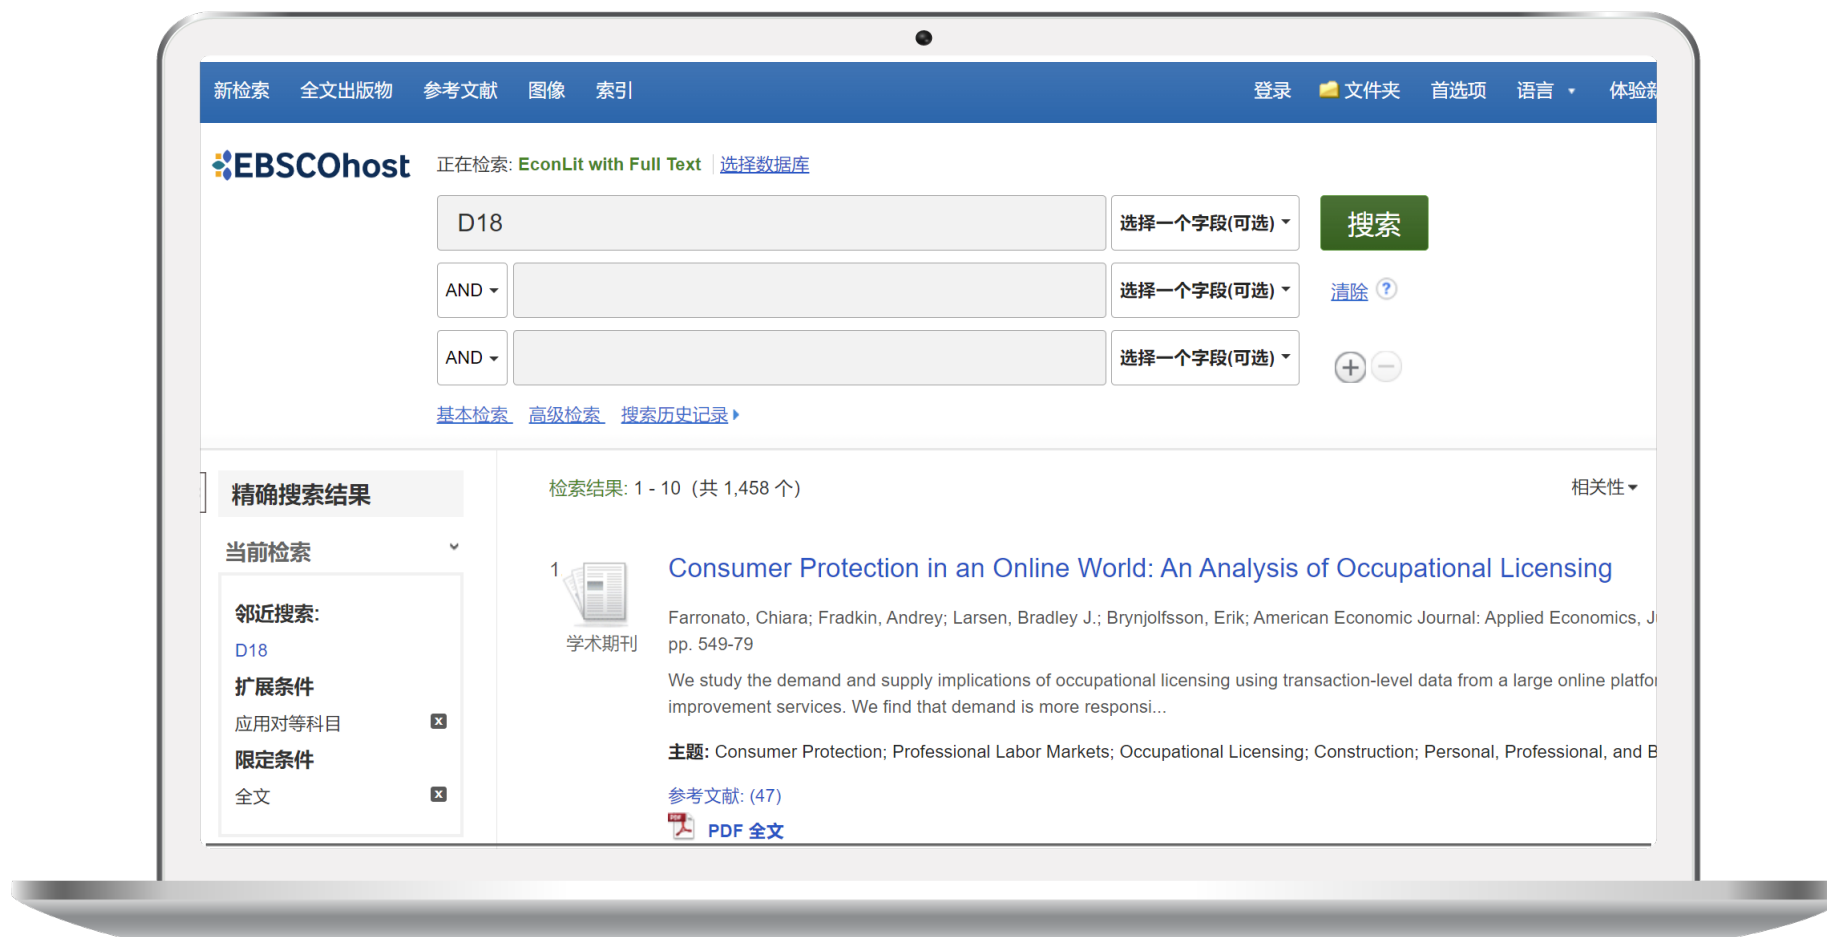 新检索 全文出版物 参考文献 图像 索引 登录 文件夹 首选项 语言 体验
EBSCOhost 正在检索: EconLit with Full Text 选择数据库
D18 选择一个字段(可选) 搜索
AND 选择一个字段(可选) 清除 ?
AND 选择一个字段(可选)
基本检索 高级检索 搜索历史记录
精确搜索结果
检索结果: 1 - 10 (共 1,458 个) 相关性
当前检索
1 Consumer Protection in an Online World: An Analysis of Occupational Licensing
邻近搜索:
D18
扩展条件
应用对等科目 x
限定条件
全文 x
学术期刊
Farronato, Chiara; Fradkin, Andrey; Larsen, Bradley J.; Brynjolfsson, Erik; American Economic Journal: Applied Economics,
pp. 549-79
We study the demand and supply implications of occupational licensing using transaction-level data from a large online
improvement services. We find that demand is more responsi...
主题: Consumer Protection; Professional Labor Markets; Occupational Licensing; Construction; Personal, Professional, and
参考文献: (47)
PDF PDF 全文